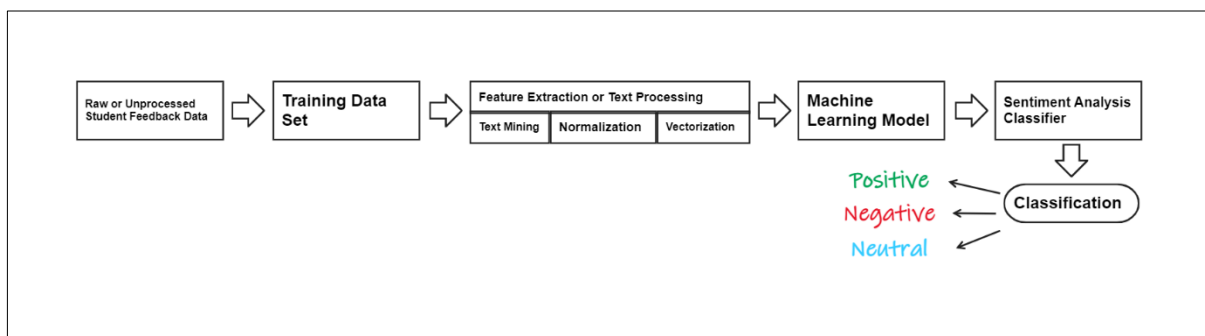 Raw or Unprocessed
Student Feedback Data
Training Data
Set
Feature Extraction or Text Processing
Text Mining
Normalization
Vectorization
Machine
Learning Model
Sentiment Analysis
Classifier
Classification
Positive
Negative
Neutral